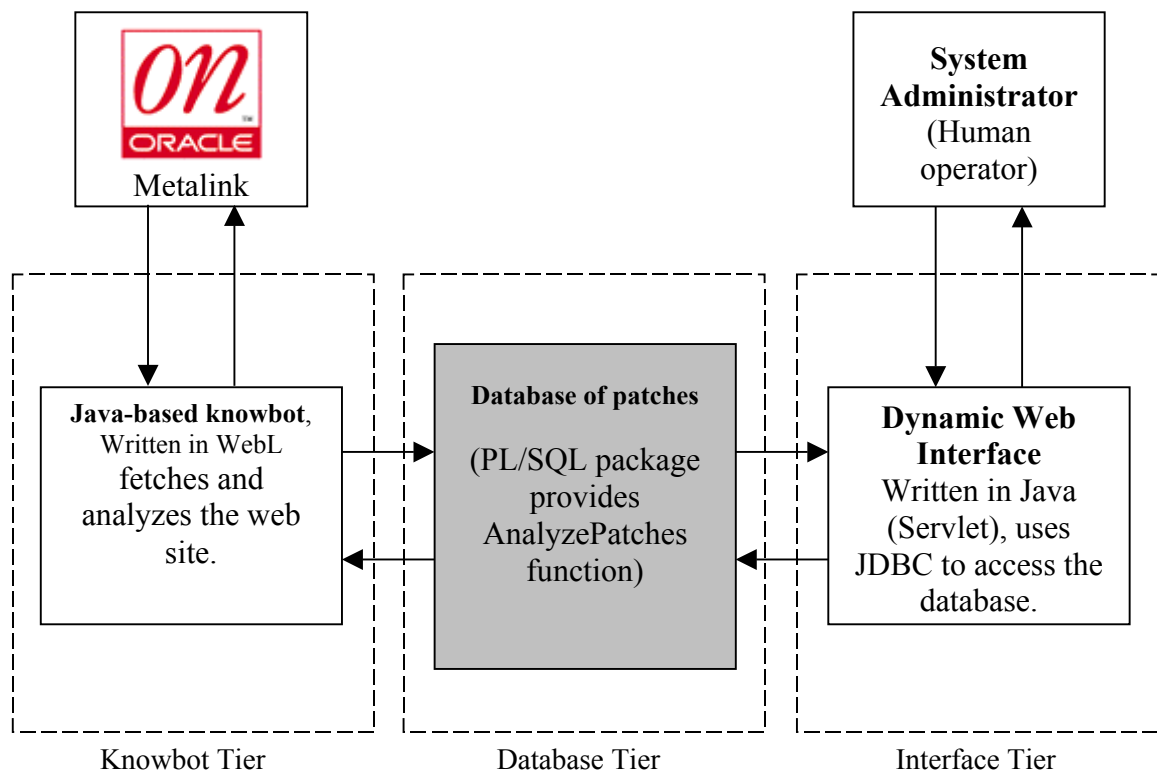 on
™
ORACLE
Metalink
System
Administrator
(Human
operator)
Java-based knowbot,
Written in WebL
fetches and
analyzes the web
site.
Database of patches
(PL/SQL package
provides
AnalyzePatches
function)
Dynamic Web
Interface
Written in Java
(Servlet), uses
JDBC to access the
database.
Knowbot Tier
Database Tier
Interface Tier